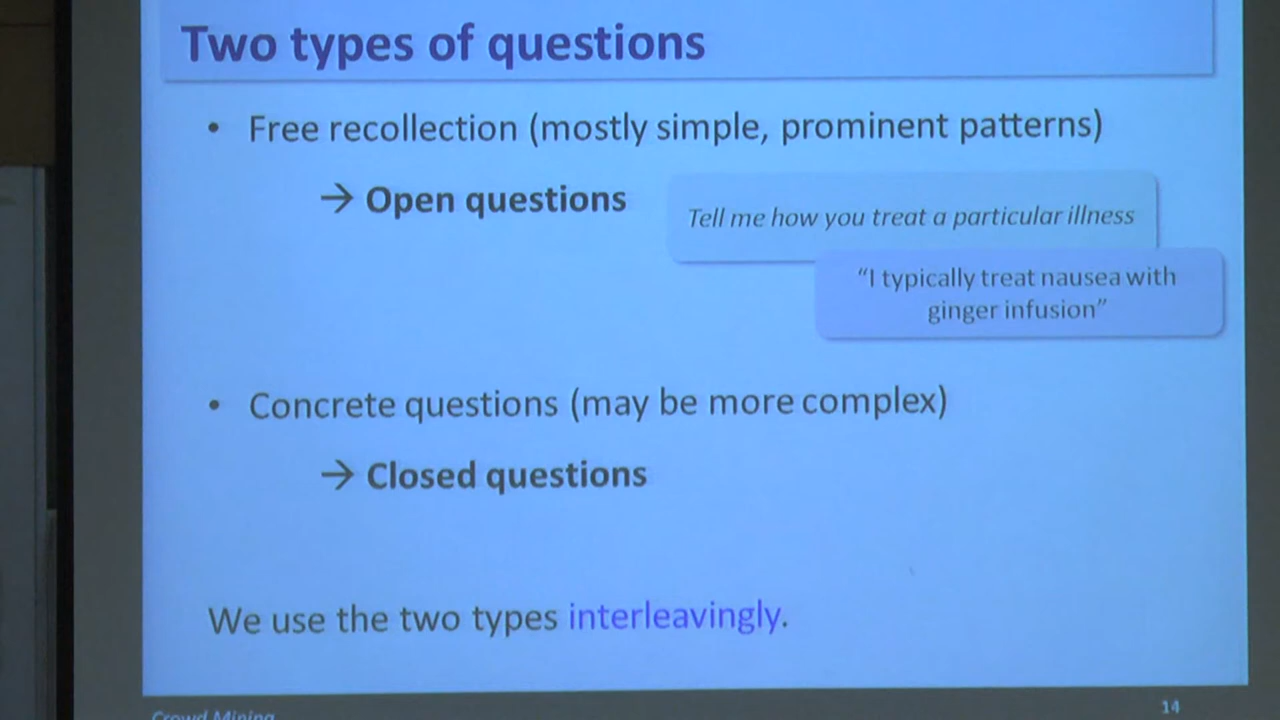 Two types of questions
• Free recollection (mostly simple, prominent patterns)
→ Open questions
Tell me how you treat a particular illness
“I typically treat nausea with
ginger infusion”
• Concrete questions (may be more complex)
→ Closed questions
We use the two types interleavingly.
Crowd Mining
14